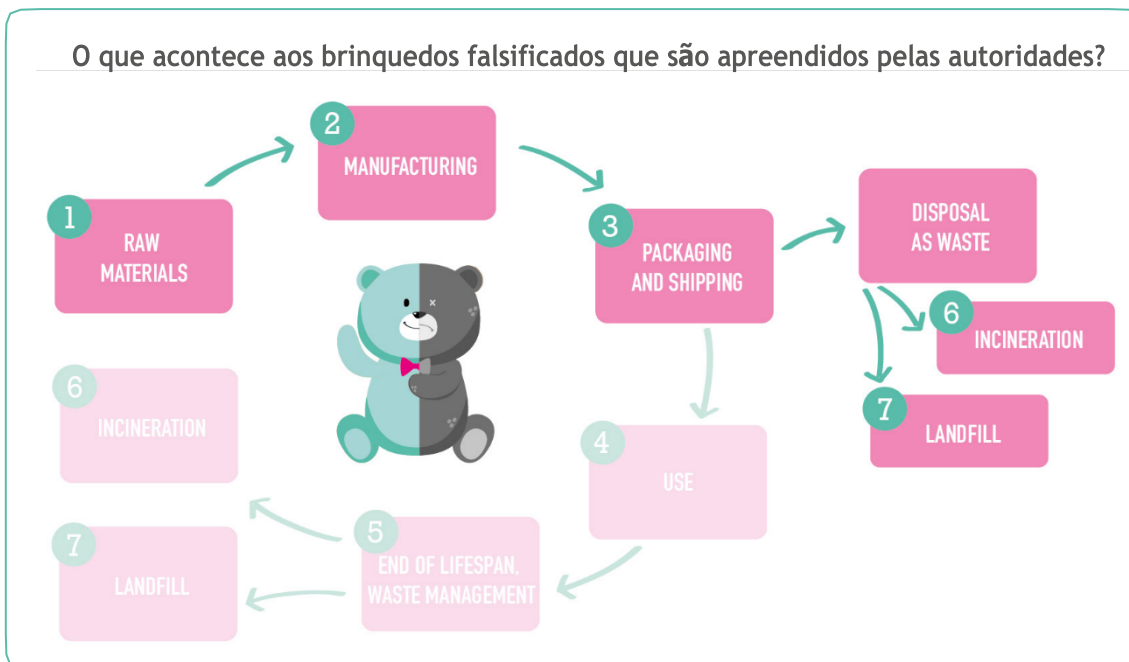 O que acontece aos brinquedos falsificados que são apreendidos pelas autoridades?
1
RAW
MATERIALS
2
MANUFACTURING
3
PACKAGING
AND SHIPPING
DISPOSAL
AS WASTE
6
INCINERATION
7
LANDFILL
4
USE
5
END OF LIFESPAN.
WASTE MANAGEMENT
6
INCINERATION
7
LANDFILL